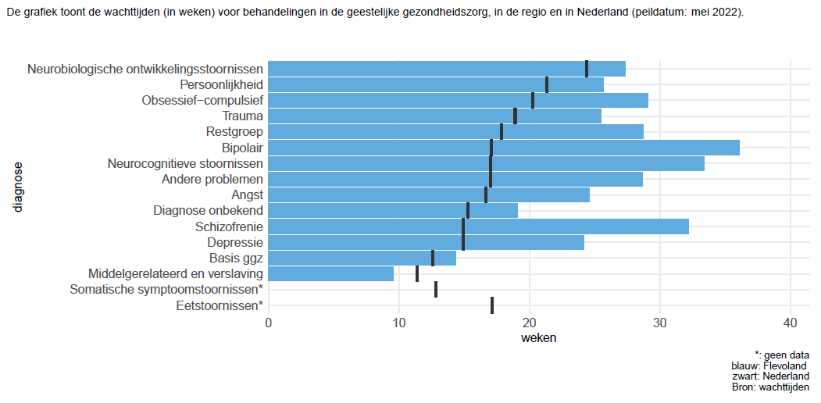 De grafiek toont de wachttijden (in weken) voor behandelingen in de geestelijke gezondheidszorg, in de regio en in Nederland (peildatum: mei 2022).
diagnose
Neurobiologische ontwikkelingsstoornissen
Persoonlijkheid
Obsessief-compulsief
Trauma
Restgroep
Bipolair
Neurocognitieve stoornissen
Andere problemen
Angst
Diagnose onbekend
Schizofrenie
Depressie
Basis ggz
Middelgerelateerd en verslaving
Somatische symptoomstoornissen*
Eetstoornissen*
0 10 20 30 40
weken
*: geen data
blauw: Flevoland
zwart: Nederland
Bron: wachttijden